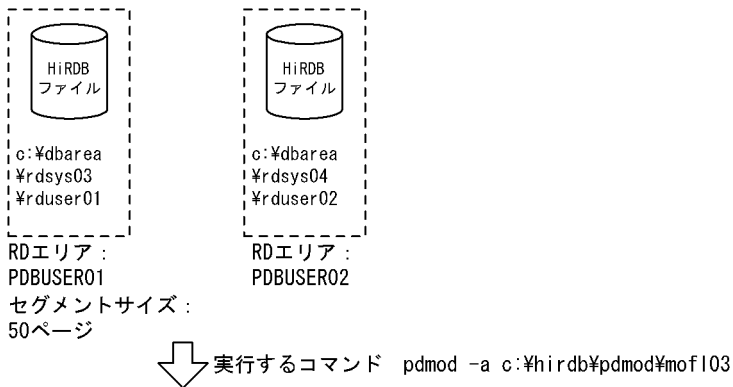 HiRDB
ファイル
c:¥dbarea
¥rdsys03
¥rduser01
RDエリア：
PDBUSER01
セグメントサイズ：
50ページ
HiRDB
ファイル
c:¥dbarea
¥rdsys04
¥rduser02
RDエリア：
PDBUSER02
実行するコマンド　pdmod -a c:¥hirdb¥pdmod¥mofl03